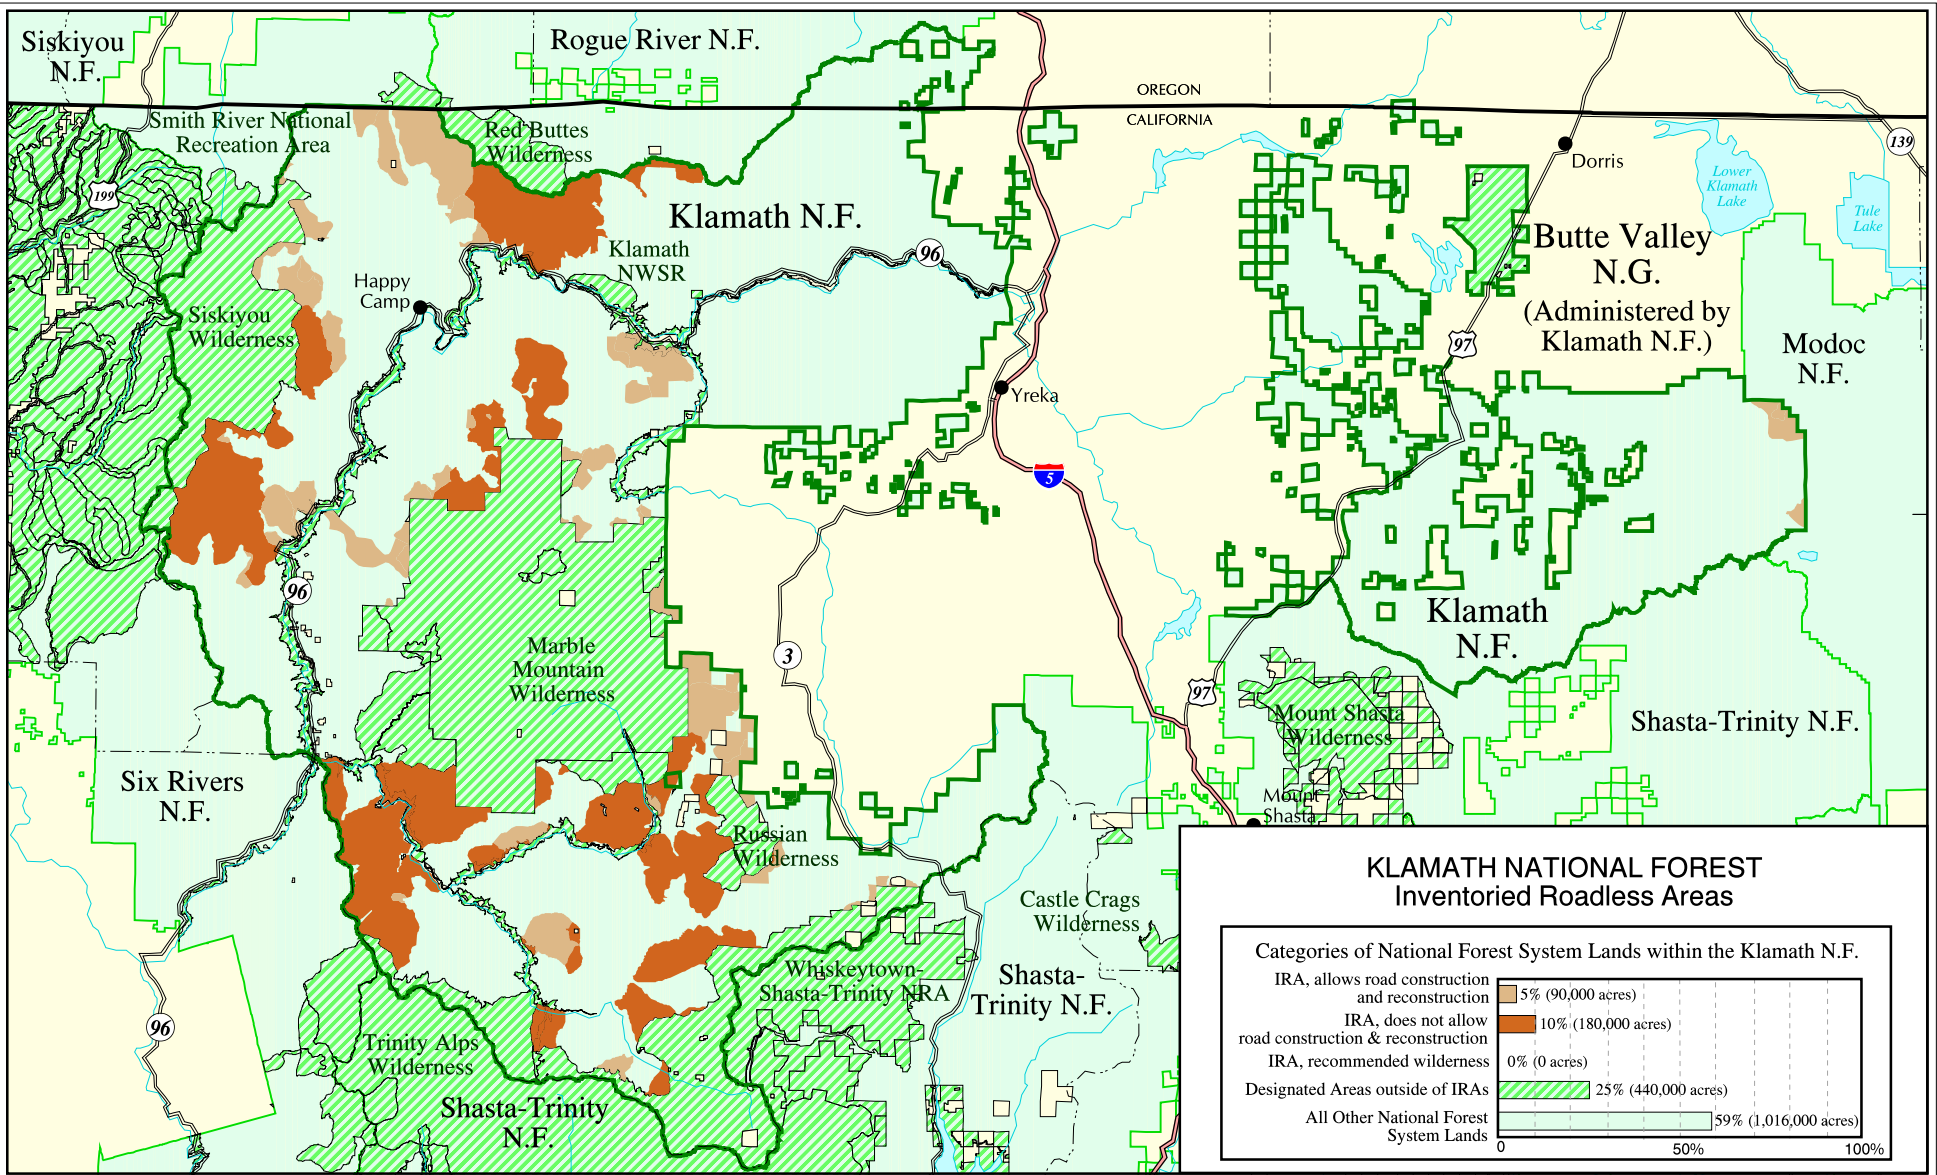 Siskiyou
N.F.
Rogue River N.F.
OREGON
CALIFORNIA
Smith River National
Recreation Area
Red Buttes
Wilderness
199
139
Dorris
Lower
Klamath
Lake
Tule
Lake
Klamath N.F.
Klamath
NWSR
96
Butte Valley
N.G.
(Administered by
Klamath N.F.)
Happy
Camp
Siskiyou
Wilderness
97
Modoc
N.F.
Yreka
5
96
Klamath
N.F.
Marble
Mountain
Wilderness
3
97
Mount Shasta
Wilderness
Shasta-Trinity N.F.
Six Rivers
N.F.
Mount
Shasta
Russian
Wilderness
Castle Crags
Wilderness
Whiskeytown-
Shasta-Trinity NRA
Shasta-
Trinity N.F.
96
Trinity Alps
Wilderness
Shasta-Trinity
N.F.
KLAMATH NATIONAL FOREST
Inventoried Roadless Areas
Categories of National Forest System Lands within the Klamath N.F.
IRA, allows road construction
and reconstruction
5% (90,000 acres)
IRA, does not allow
road construction & reconstruction
10% (180,000 acres)
IRA, recommended wilderness
0% (0 acres)
Designated Areas outside of IRAs
25% (440,000 acres)
All Other National Forest
System Lands
59% (1,016,000 acres)
0
50%
100%